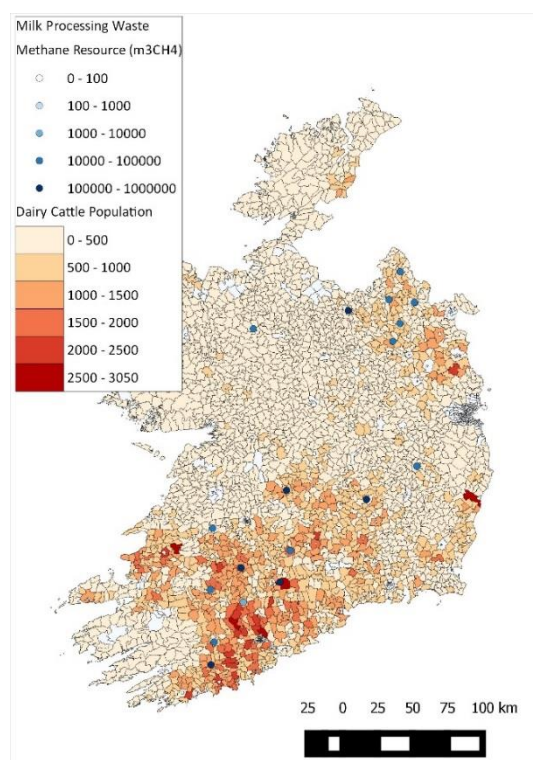 Milk Processing Waste
Methane Resource (m3CH4)
0 - 100
100 - 1000
1000 - 10000
10000 - 100000
100000 - 1000000
Dairy Cattle Population
0 - 500
500 - 1000
1000 - 1500
1500 - 2000
2000 - 2500
2500 - 3050
25 0 25 50 75 100 km